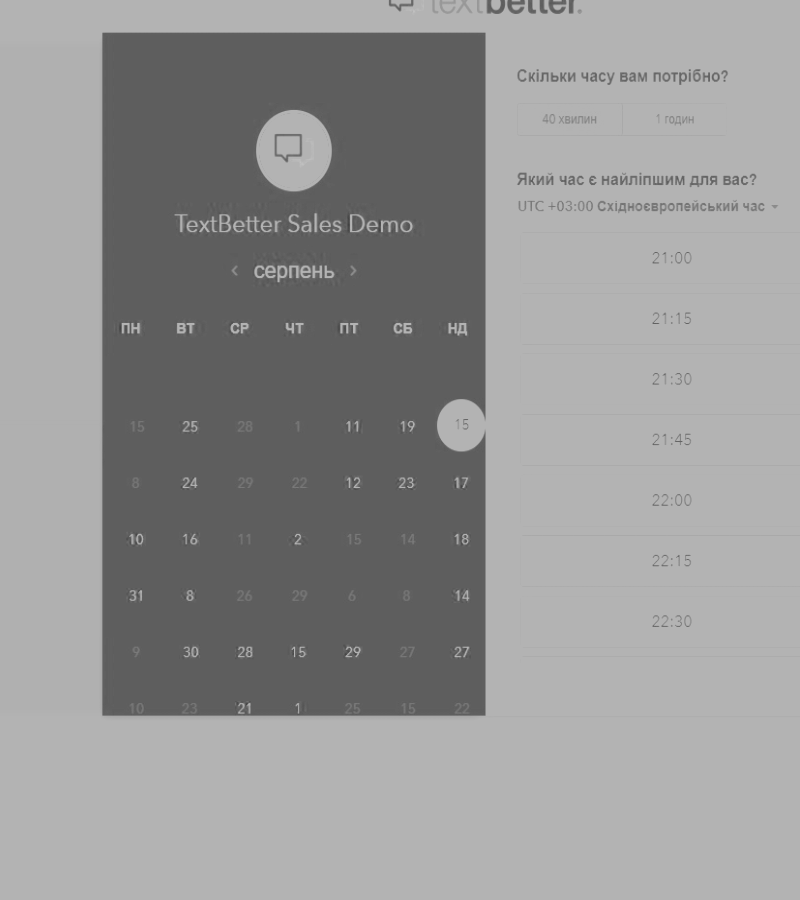 textbetter.
TextBetter Sales Demo
‹ серпень ›
ПН ВТ СР ЧТ ПТ СБ НД
15 25 28 1 11 19 15
8 24 29 22 12 23 17
10 16 11 2 15 14 18
31 8 26 29 6 8 14
9 30 28 15 29 27 27
10 23 21 1 25 15 22
Скільки часу вам потрібно?
40 хвилин 1 годин
Який час є найліпшим для вас?
UTC +03:00 Східноєвропейський час
21:00
21:15
21:30
21:45
22:00
22:15
22:30